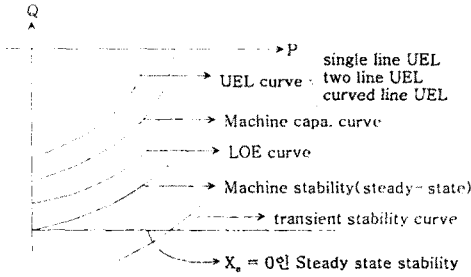 Q
P
single line UEL
UEL curve · two line UEL
curved line UEL
Machine capa. curve
LOE curve
Machine stability(steady-state)
transient stability curve
Xe = 0인 Steady state stability